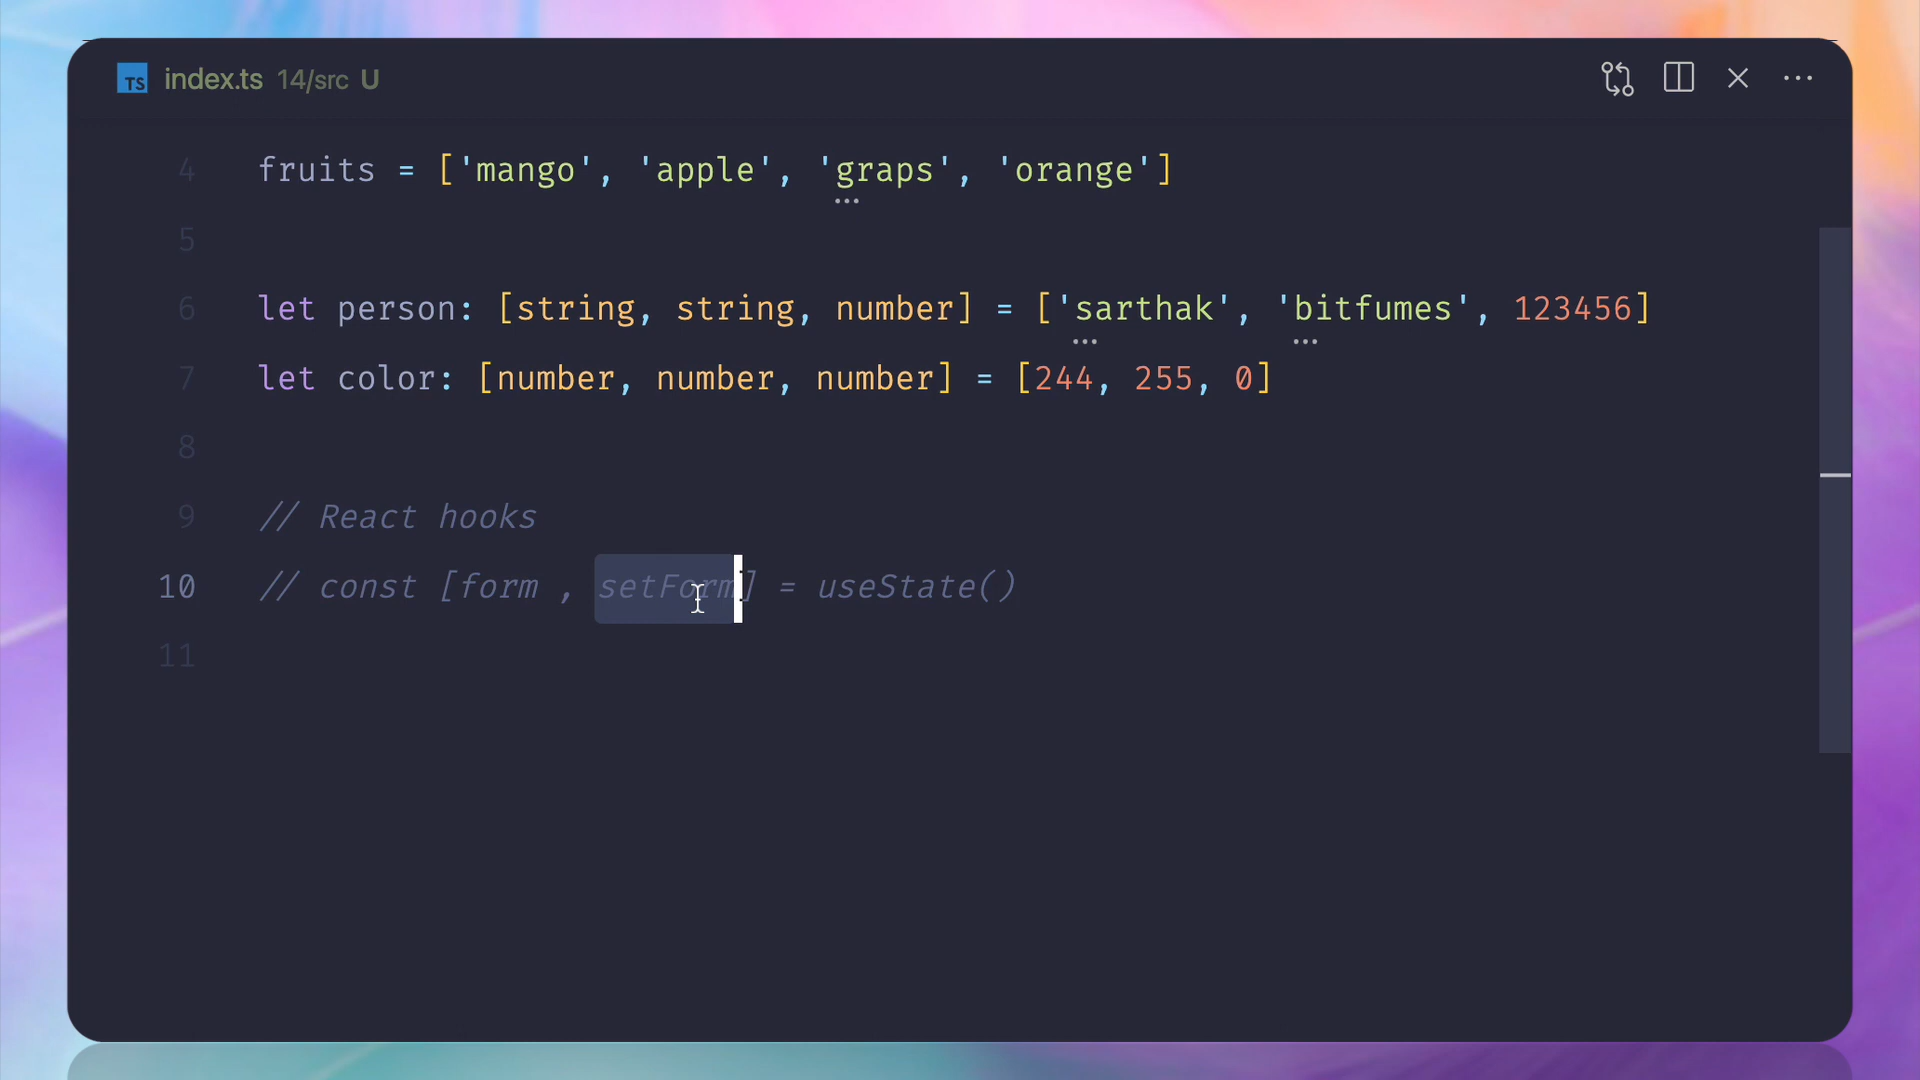 TS index.ts 14/src U
4 fruits = ['mango', 'apple', 'graps', 'orange']
5
6 let person: [string, string, number] = ['sarthak', 'bitfumes', 123456]
7 let color: [number, number, number] = [244, 255, 0]
8
9 // React hooks
10 // const [form , setForm] = useState()
11